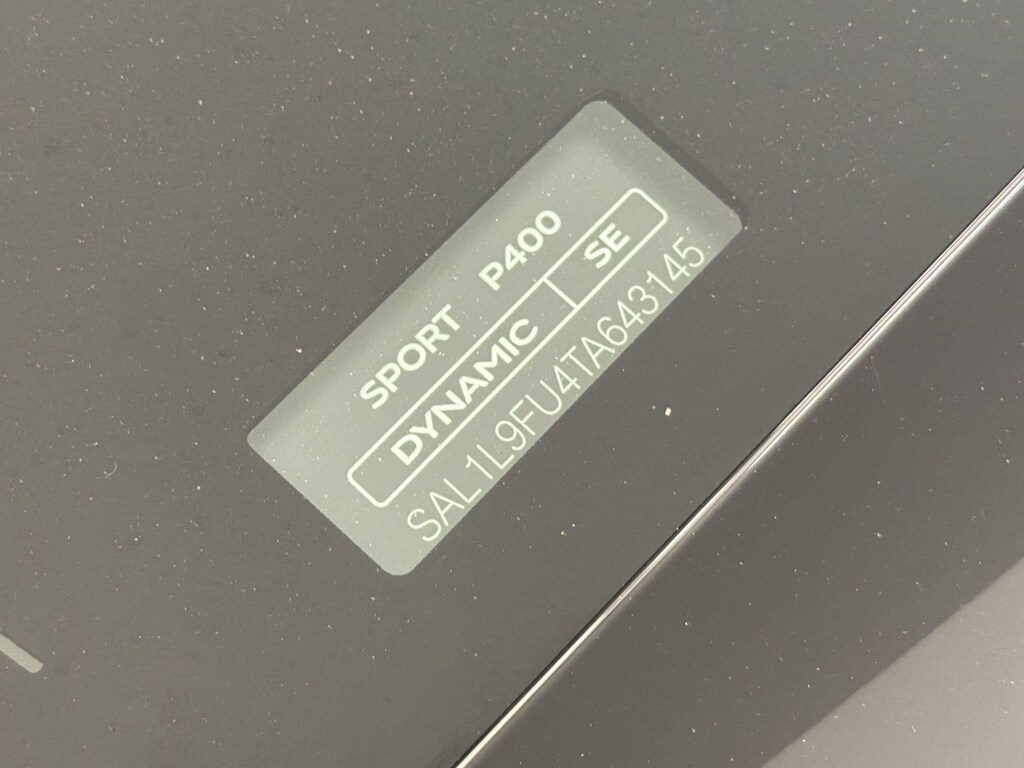 SPORT P400
DYNAMIC SE
SAL1L9FU4TA643145